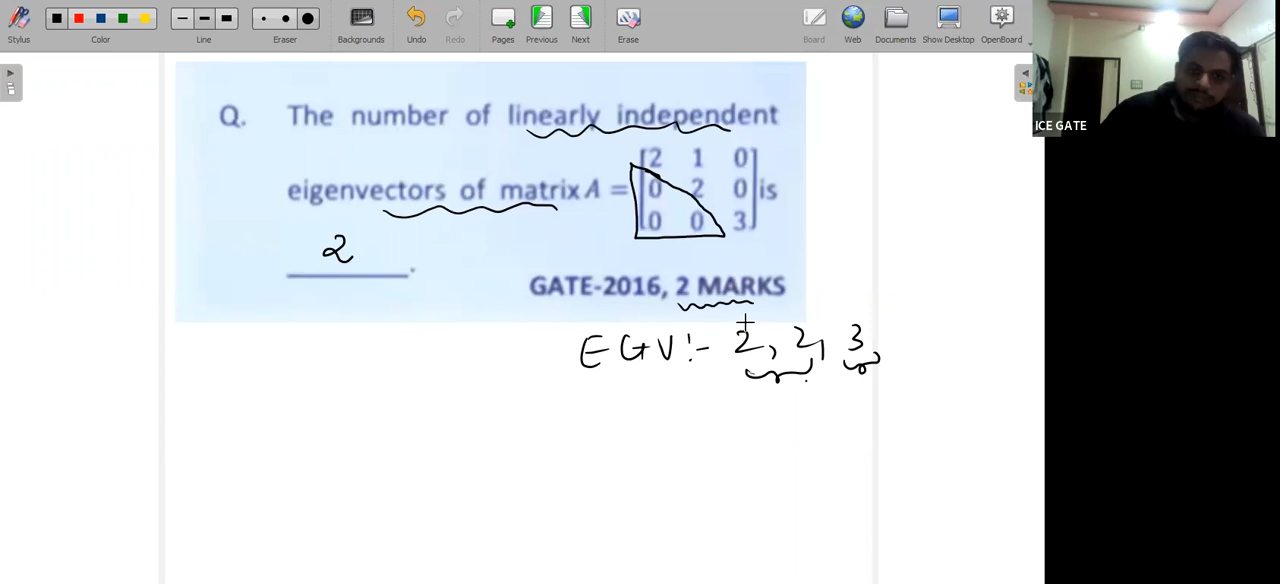 Stylus Color Line Eraser Backgrounds Undo Redo Pages Previous Next Erase Board Web Documents Show Desktop OpenBoard
ICE GATE
Q. The number of linearly independent
eigenvectors of matrix A = [2 1 0
0 2 0
0 0 3] is
2
________.
GATE-2016, 2 MARKS
EGV:- 2, 2, 3